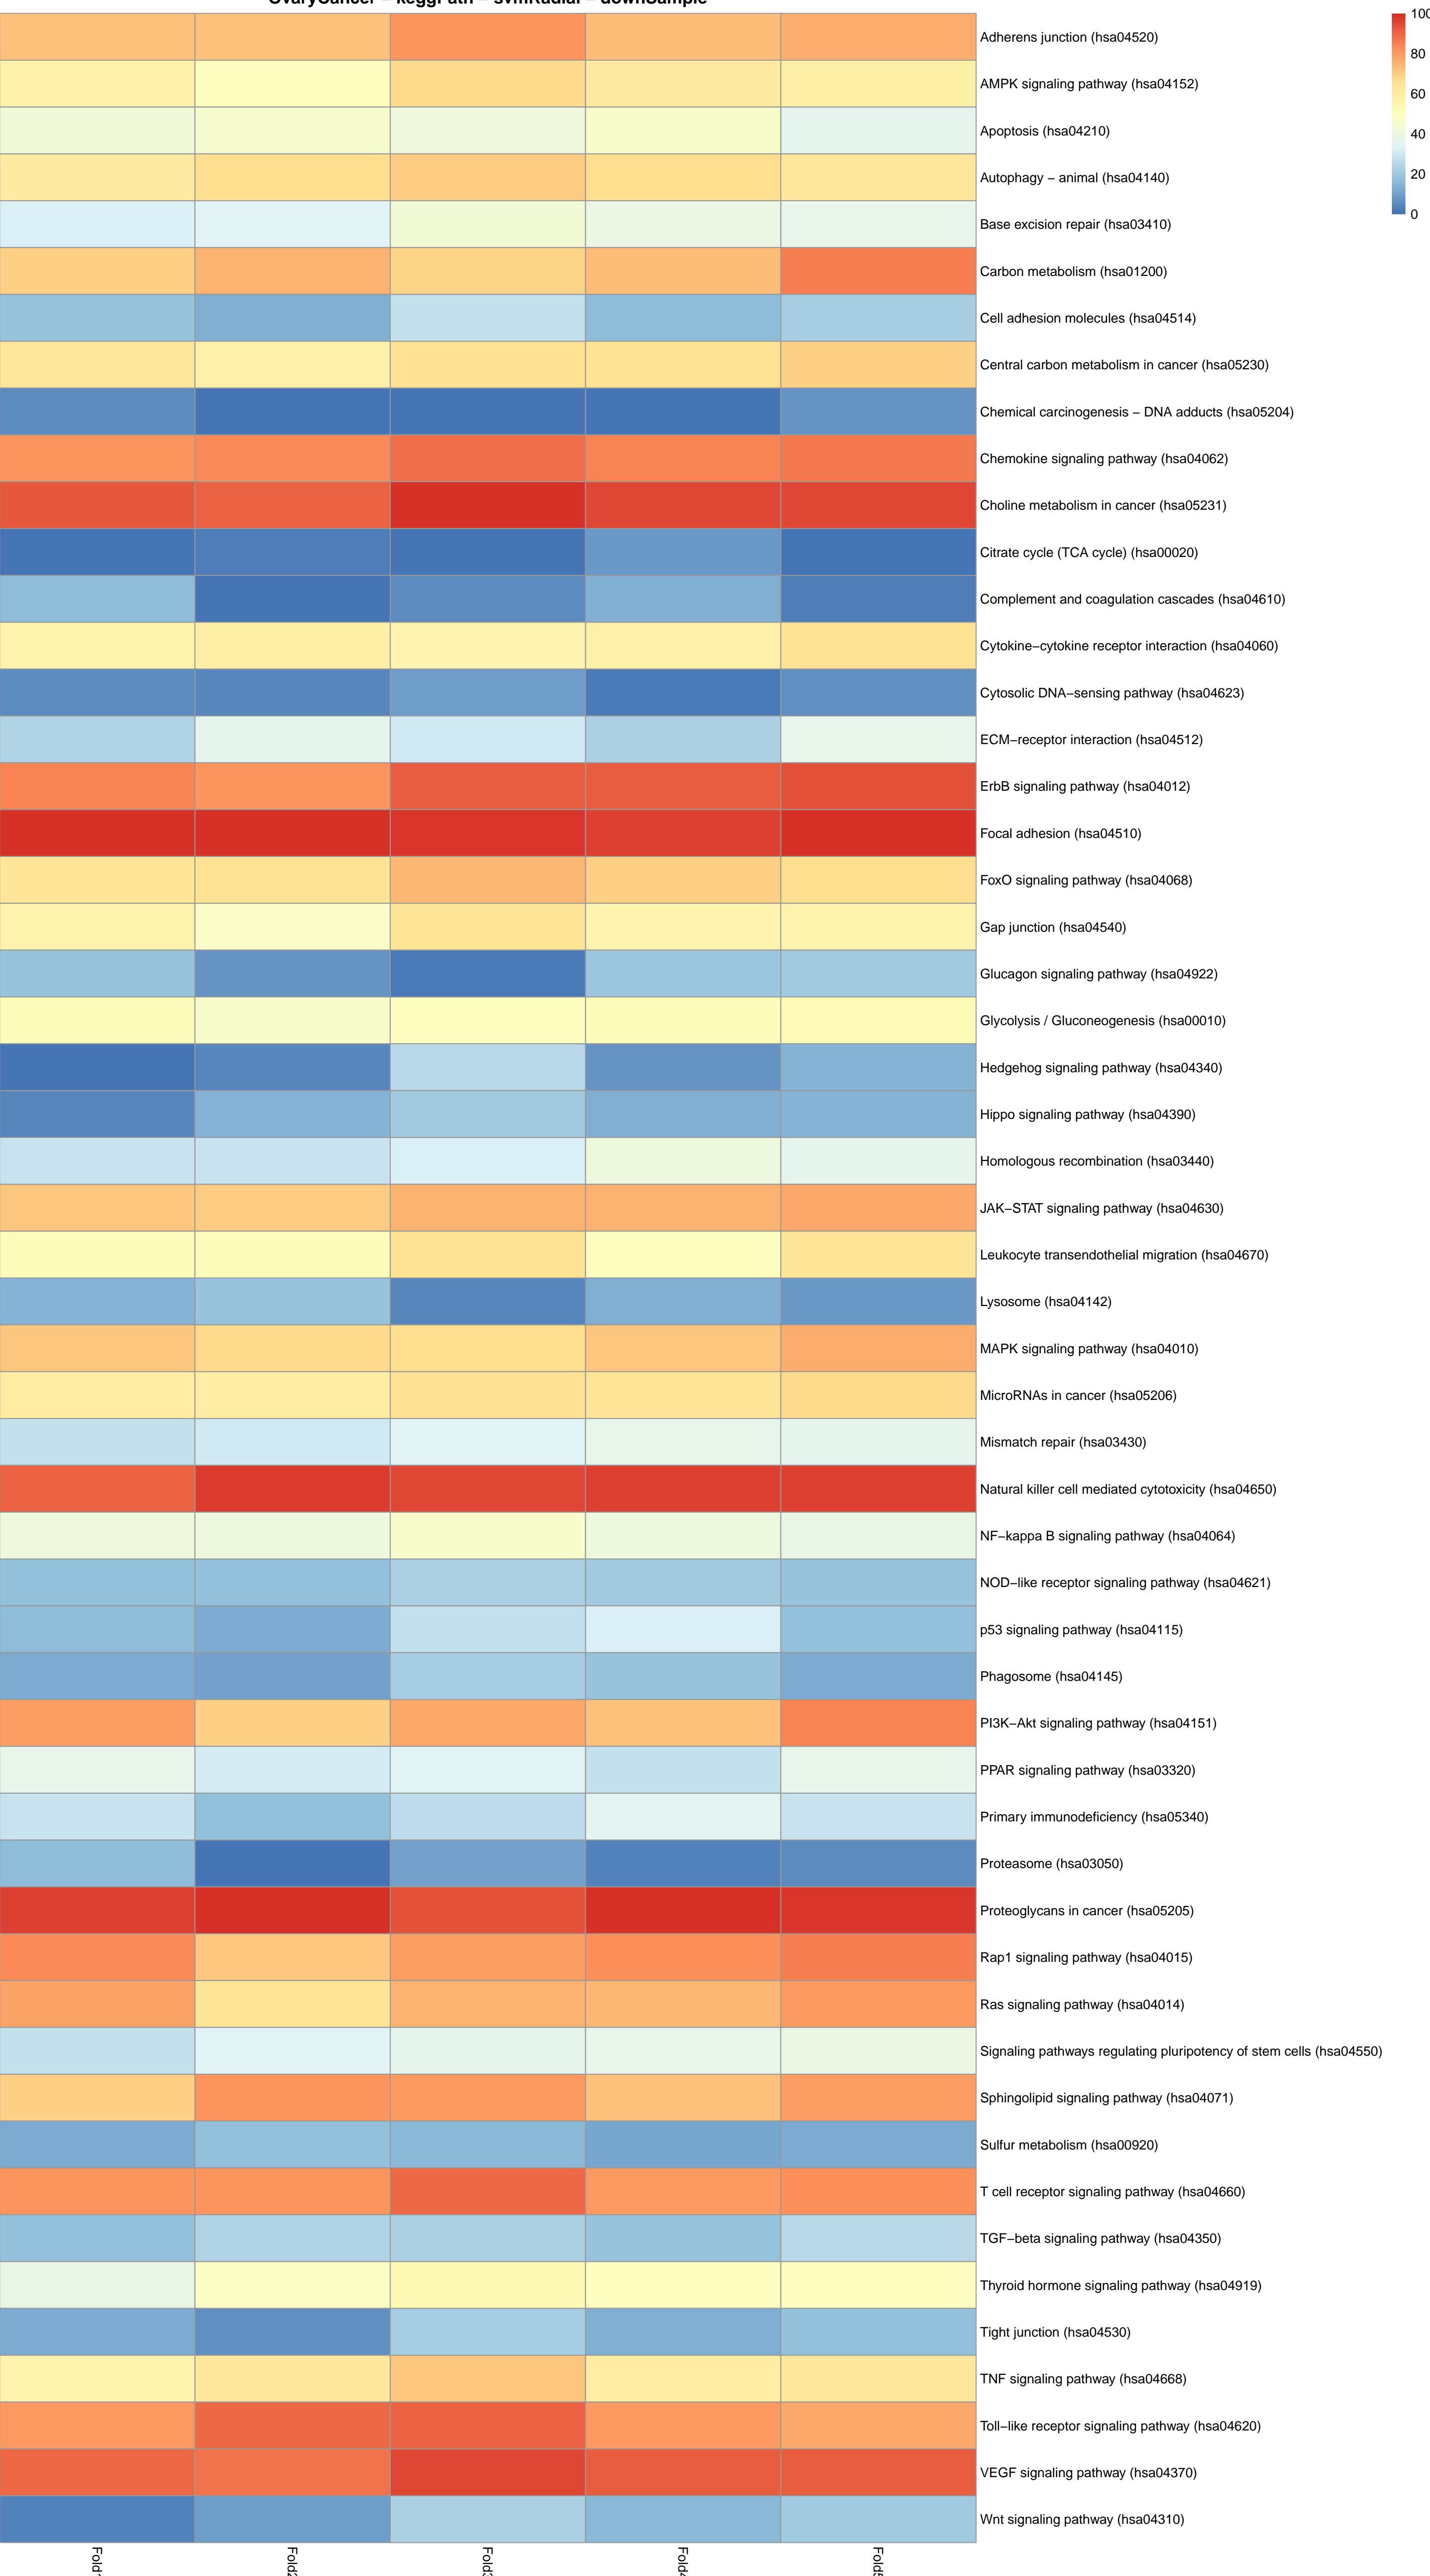 OvaryCancer – keggPath – svmRadial – downSample
Adherens junction (hsa04520)
AMPK signaling pathway (hsa04152)
Apoptosis (hsa04210)
Autophagy – animal (hsa04140)
Base excision repair (hsa03410)
Carbon metabolism (hsa01200)
Cell adhesion molecules (hsa04514)
Central carbon metabolism in cancer (hsa05230)
Chemical carcinogenesis – DNA adducts (hsa05204)
Chemokine signaling pathway (hsa04062)
Choline metabolism in cancer (hsa05231)
Citrate cycle (TCA cycle) (hsa00020)
Complement and coagulation cascades (hsa04610)
Cytokine–cytokine receptor interaction (hsa04060)
Cytosolic DNA–sensing pathway (hsa04623)
ECM–receptor interaction (hsa04512)
ErbB signaling pathway (hsa04012)
Focal adhesion (hsa04510)
FoxO signaling pathway (hsa04068)
Gap junction (hsa04540)
Glucagon signaling pathway (hsa04922)
Glycolysis / Gluconeogenesis (hsa00010)
Hedgehog signaling pathway (hsa04340)
Hippo signaling pathway (hsa04390)
Homologous recombination (hsa03440)
JAK–STAT signaling pathway (hsa04630)
Leukocyte transendothelial migration (hsa04670)
Lysosome (hsa04142)
MAPK signaling pathway (hsa04010)
MicroRNAs in cancer (hsa05206)
Mismatch repair (hsa03430)
Natural killer cell mediated cytotoxicity (hsa04650)
NF–kappa B signaling pathway (hsa04064)
NOD–like receptor signaling pathway (hsa04621)
p53 signaling pathway (hsa04115)
Phagosome (hsa04145)
PI3K–Akt signaling pathway (hsa04151)
PPAR signaling pathway (hsa03320)
Primary immunodeficiency (hsa05340)
Proteasome (hsa03050)
Proteoglycans in cancer (hsa05205)
Rap1 signaling pathway (hsa04015)
Ras signaling pathway (hsa04014)
Signaling pathways regulating pluripotency of stem cells (hsa04550)
Sphingolipid signaling pathway (hsa04071)
Sulfur metabolism (hsa00920)
T cell receptor signaling pathway (hsa04660)
TGF–beta signaling pathway (hsa04350)
Thyroid hormone signaling pathway (hsa04919)
Tight junction (hsa04530)
TNF signaling pathway (hsa04668)
Toll–like receptor signaling pathway (hsa04620)
VEGF signaling pathway (hsa04370)
Wnt signaling pathway (hsa04310)
100
80
60
40
20
0
Fold1
Fold2
Fold3
Fold4
Fold5